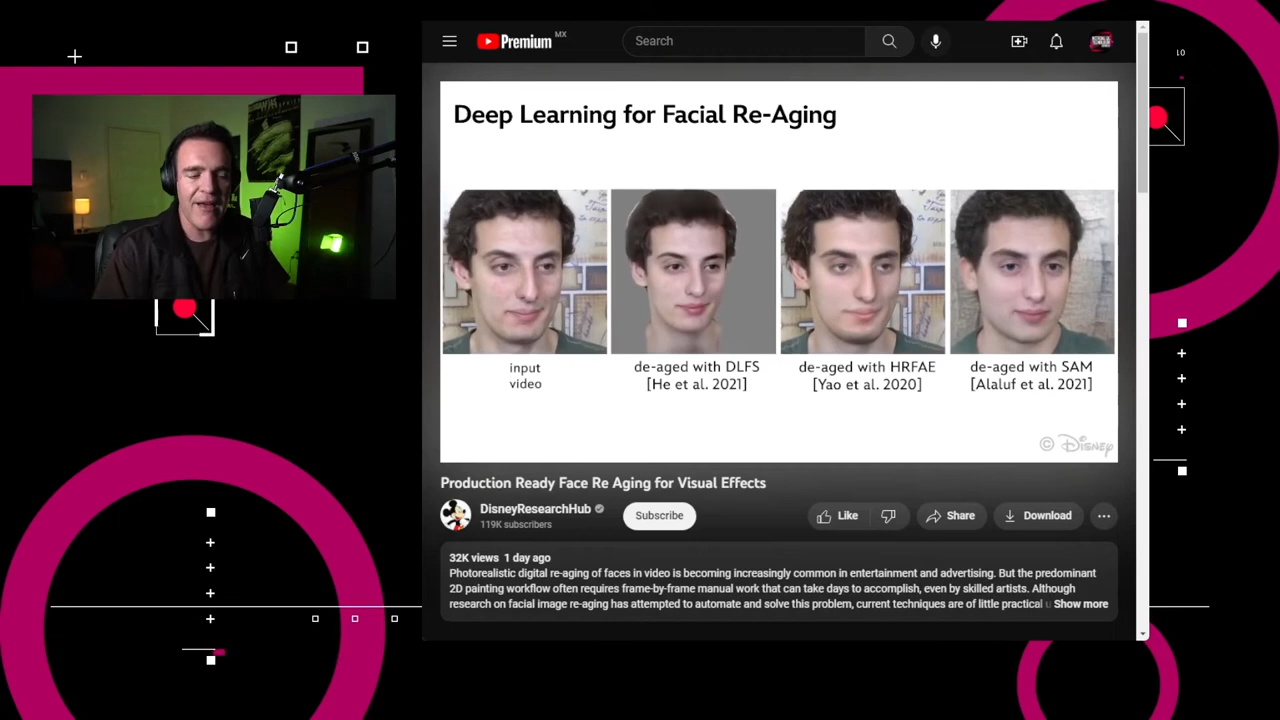 Premium MX
Search
10
Deep Learning for Facial Re-Aging
input
video
de-aged with DLFS
[He et al. 2021]
de-aged with HRFAE
[Yao et al. 2020]
de-aged with SAM
[Alaluf et al. 2021]
© Disney
Production Ready Face Re Aging for Visual Effects
DisneyResearchHub
119K subscribers
Subscribe
Like
Share
Download
32K views 1 day ago
Photorealistic digital re-aging of faces in video is becoming increasingly common in entertainment and advertising. But the predominant
2D painting workflow often requires frame-by-frame manual work that can take days to accomplish, even by skilled artists. Although
research on facial image re-aging has attempted to automate and solve this problem, current techniques are of little practical Show more